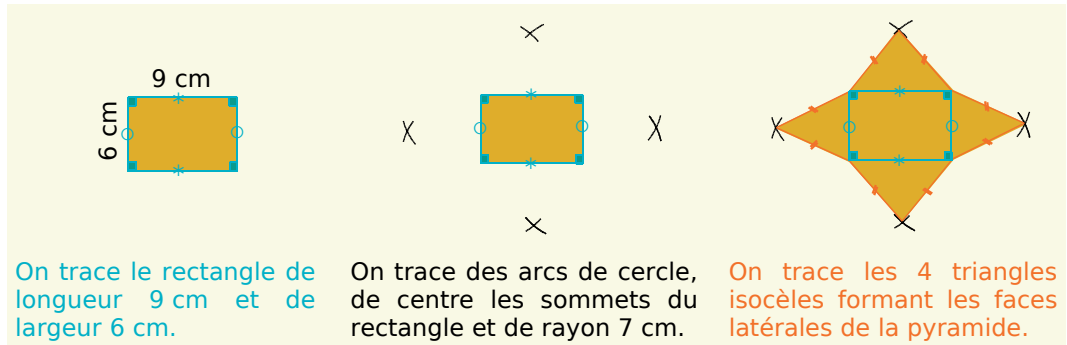 9 cm
6 cm
On trace le rectangle de
longueur 9 cm et de
largeur 6 cm.
On trace des arcs de cercle,
de centre les sommets du
rectangle et de rayon 7 cm.
On trace les 4 triangles
isocèles formant les faces
latérales de la pyramide.